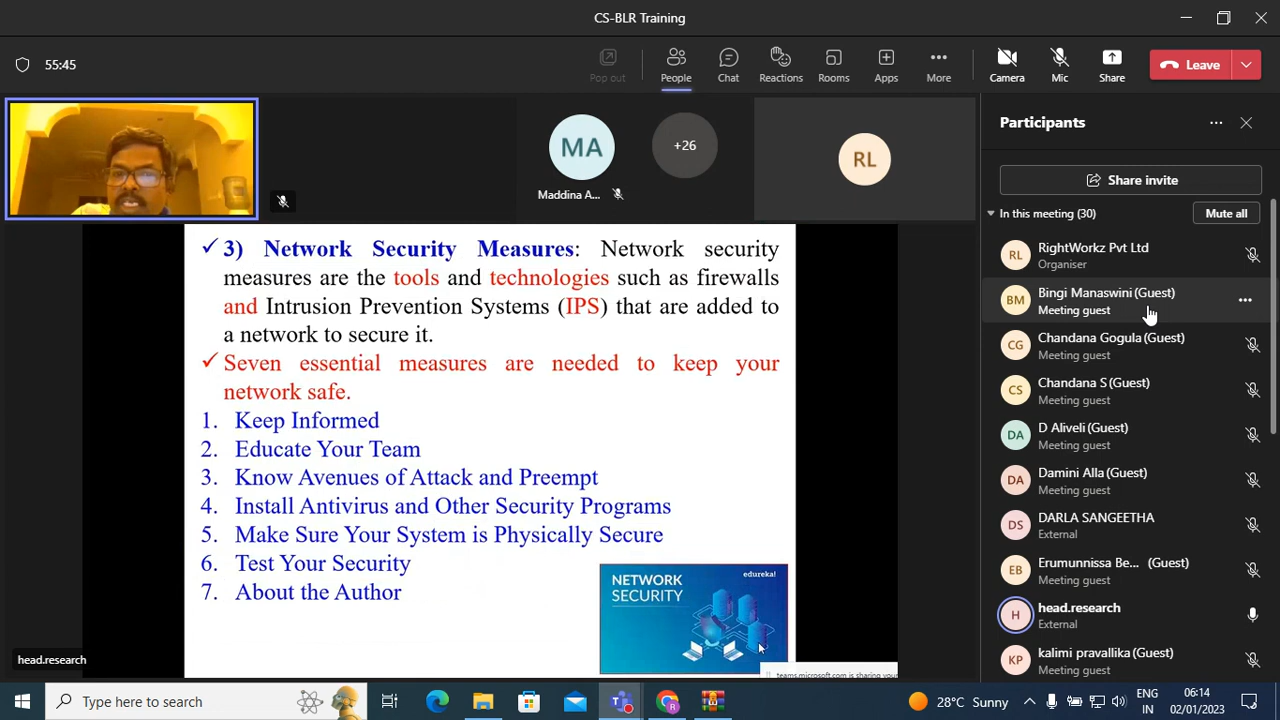 CS-BLR Training
55:45
Pop out
People
Chat
Reactions
Rooms
Apps
More
Camera
Mic
Share
Leave
MA
Maddina A...
+26
RL
Participants
Share invite
In this meeting (30)
Mute all
RL
RightWorkz Pvt Ltd
Organiser
BM
Bingi Manaswini (Guest)
Meeting guest
CG
Chandana Gogula (Guest)
Meeting guest
CS
Chandana S (Guest)
Meeting guest
DA
D Aliveli (Guest)
Meeting guest
DA
Damini Alla (Guest)
Meeting guest
DS
DARLA SANGEETHA
External
EB
Erumunnissa Be... (Guest)
Meeting guest
H
head.research
External
KP
kalimi pravallika (Guest)
Meeting guest
✓ 3) Network Security Measures: Network security
measures are the tools and technologies such as firewalls
and Intrusion Prevention Systems (IPS) that are added to
a network to secure it.
✓ Seven essential measures are needed to keep your
network safe.
1. Keep Informed
2. Educate Your Team
3. Know Avenues of Attack and Preempt
4. Install Antivirus and Other Security Programs
5. Make Sure Your System is Physically Secure
6. Test Your Security
7. About the Author
NETWORK
SECURITY
edureka!
teams.microsoft.com is sharing
head.research
Type here to search
28°C Sunny
ENG
IN
06:14
02/01/2023